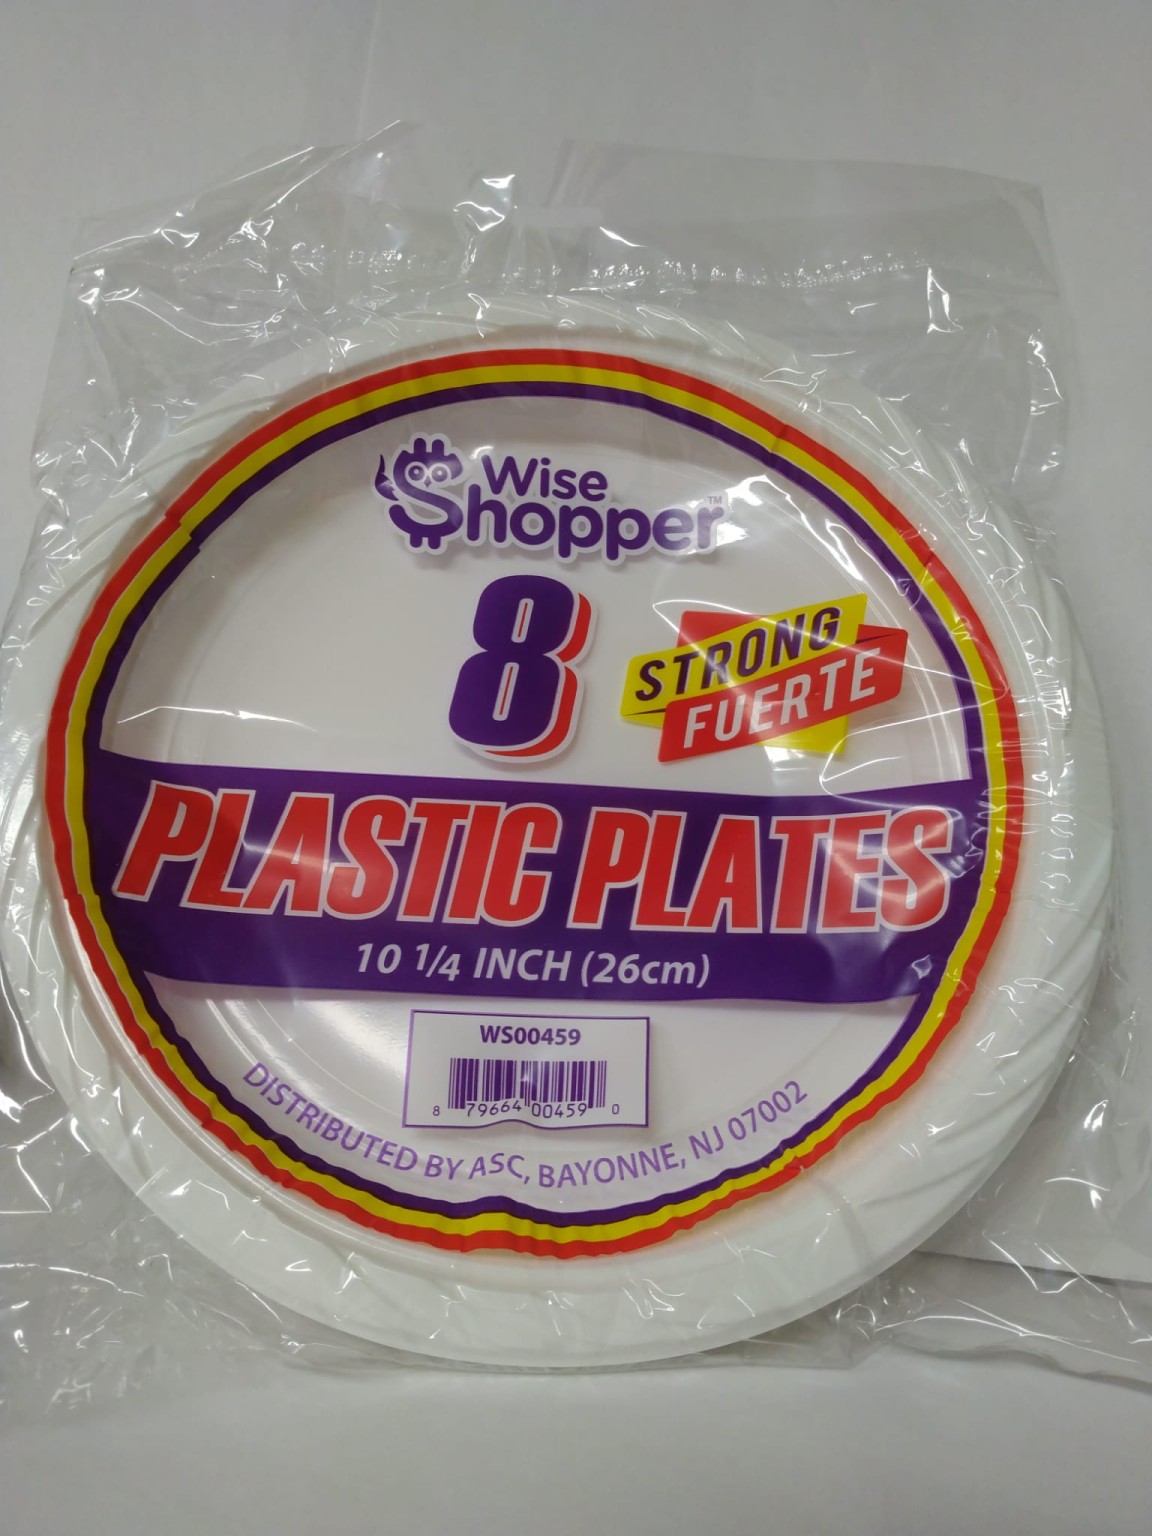 Wise
Shopper™
8
STRONG
FUERTE
PLASTIC PLATES
10 1/4 INCH (26cm)
WS00459
8 79664 00459 0
DISTRIBUTED BY ASC, BAYONNE, NJ 07002